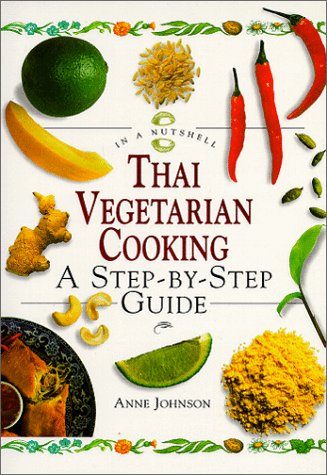 IN A NUTSHELL
THAI
VEGETARIAN
COOKING
A STEP-BY-STEP
GUIDE
ANNE JOHNSON